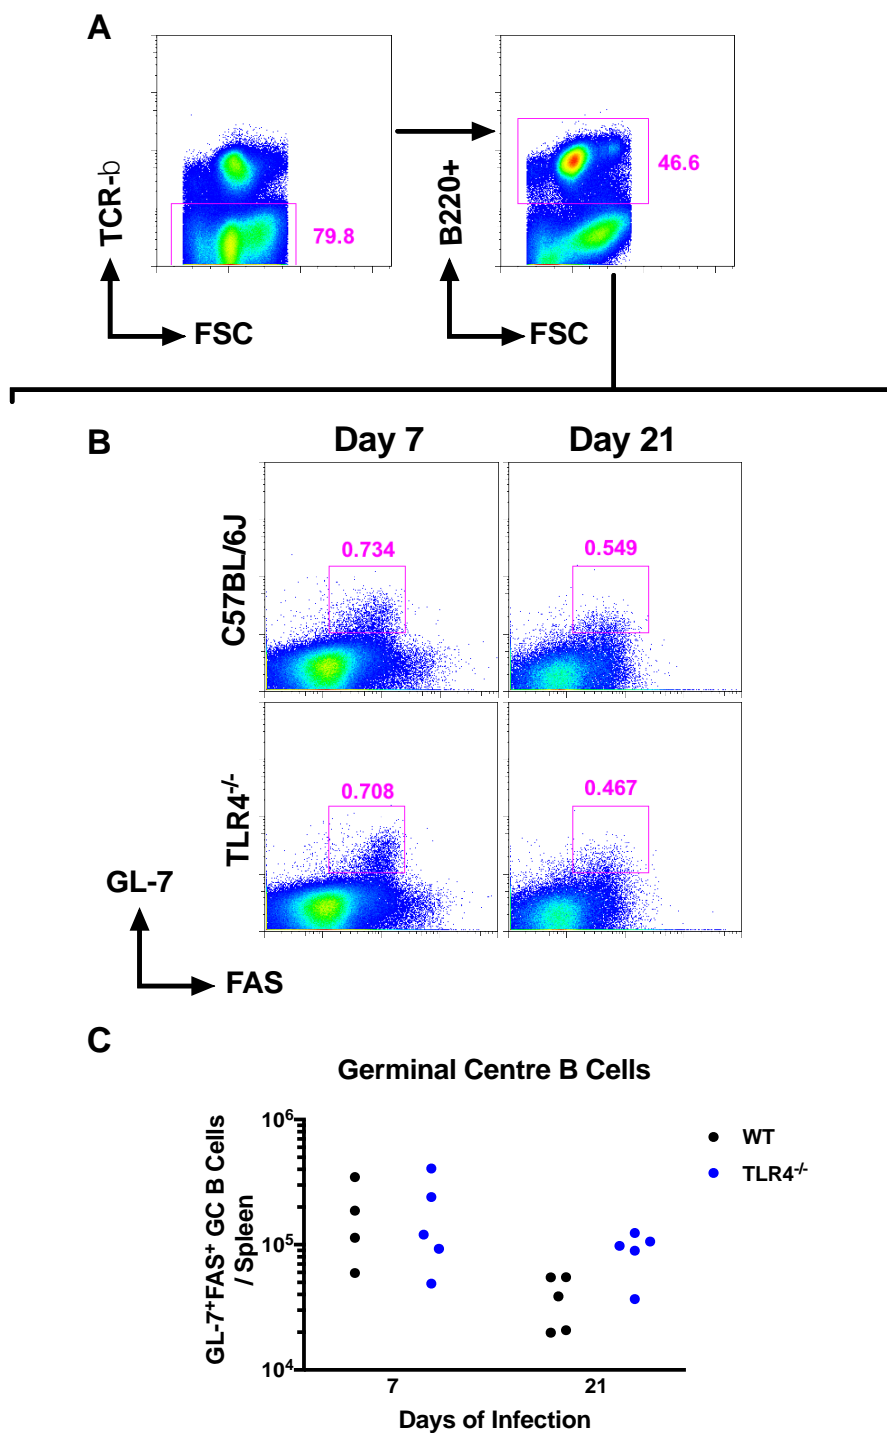 A
TCR-b
79.8
FSC
B220+
46.6
FSC
B
Day 7
Day 21
C57BL/6J
0.734
0.549
TLR4-/-
0.708
0.467
GL-7
FAS
C
Germinal Centre B Cells
GL-7+FAS+ GC B Cells
/ Spleen
10^6
10^5
10^4
WT
TLR4-/-
7
21
Days of Infection